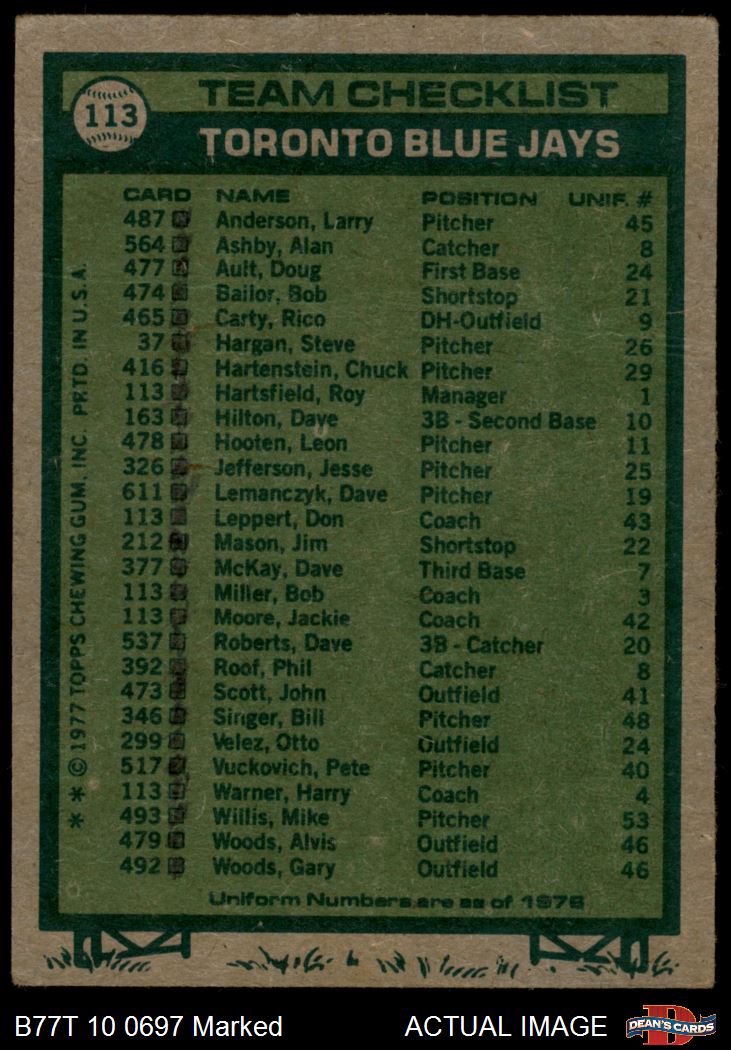 113
TEAM CHECKLIST
TORONTO BLUE JAYS
CARD NAME POSITION UNIF. #
487 Anderson, Larry Pitcher 45
564 Ashby, Alan Catcher 8
477 Ault, Doug First Base 24
474 Bailor, Bob Shortstop 21
465 Carty, Rico DH-Outfield 9
37 Hargan, Steve Pitcher 26
416 Hartenstein, Chuck Pitcher 29
113 Hartsfield, Roy Manager 1
163 Hilton, Dave 3B - Second Base 10
478 Hooten, Leon Pitcher 11
326 Jefferson, Jesse Pitcher 25
611 Lemanczyk, Dave Pitcher 19
113 Leppert, Don Coach 43
212 Mason, Jim Shortstop 22
377 McKay, Dave Third Base 7
113 Miller, Bob Coach 3
113 Moore, Jackie Coach 42
537 Roberts, Dave 3B - Catcher 20
392 Roof, Phil Catcher 8
473 Scott, John Outfield 41
346 Singer, Bill Pitcher 48
299 Velez, Otto Outfield 24
517 Vuckovich, Pete Pitcher 40
113 Warner, Harry Coach 4
493 Willis, Mike Pitcher 53
479 Woods, Alvis Outfield 46
492 Woods, Gary Outfield 46
Uniform Numbers are as of 1976
* * © 1977 TOPPS CHEWING GUM, INC. PRTD. IN U.S.A.
B77T 10 0697 Marked ACTUAL IMAGE
DEAN'S CARDS